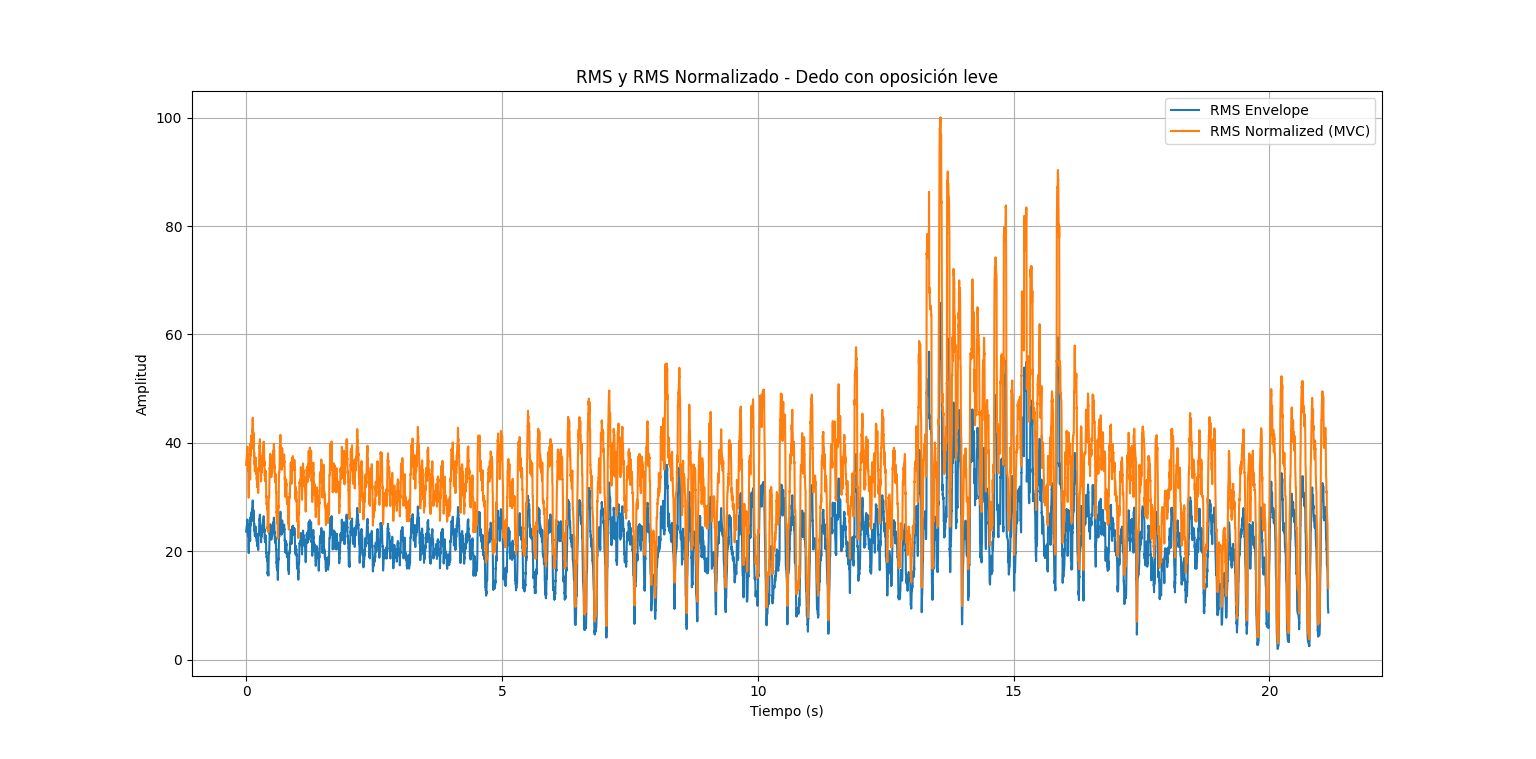 RMS y RMS Normalizado - Dedo con oposición leve
RMS Envelope
RMS Normalized (MVC)
Amplitud
100
80
60
40
20
0
0 5 10 15 20
Tiempo (s)